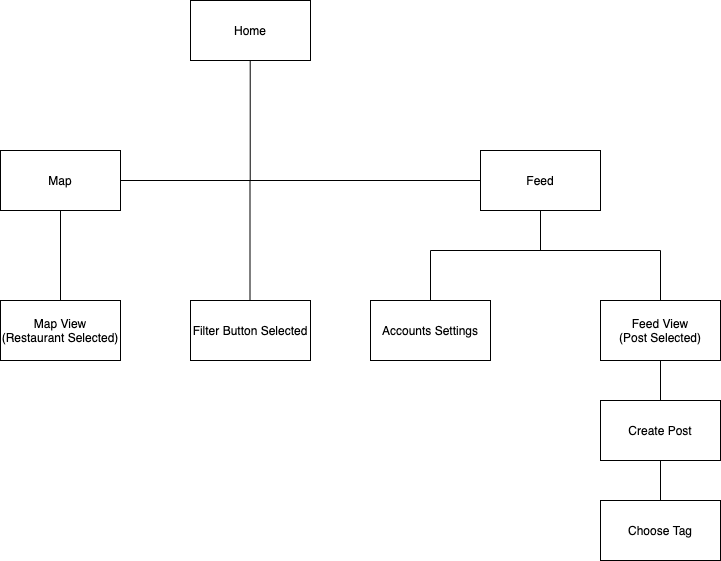 Home
Map
Feed
Map View
(Restaurant Selected)
Filter Button Selected
Accounts Settings
Feed View
(Post Selected)
Create Post
Choose Tag